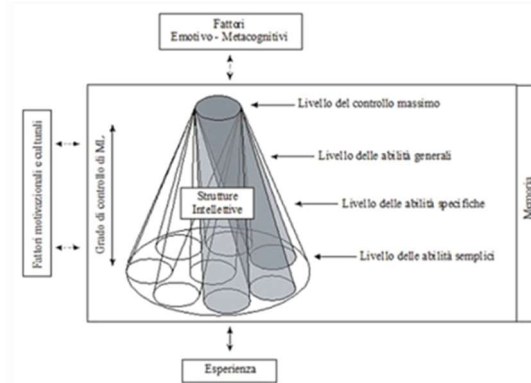 Fattori
Emotivo - Metacognitivi
Livello del controllo massimo
Livello delle abilità generali
Strutture
Intellettive
Livello delle abilità specifiche
Livello delle abilità semplici
Grado di controllo di ML
Fattori motivazionali e culturali
Memoria
Esperienza